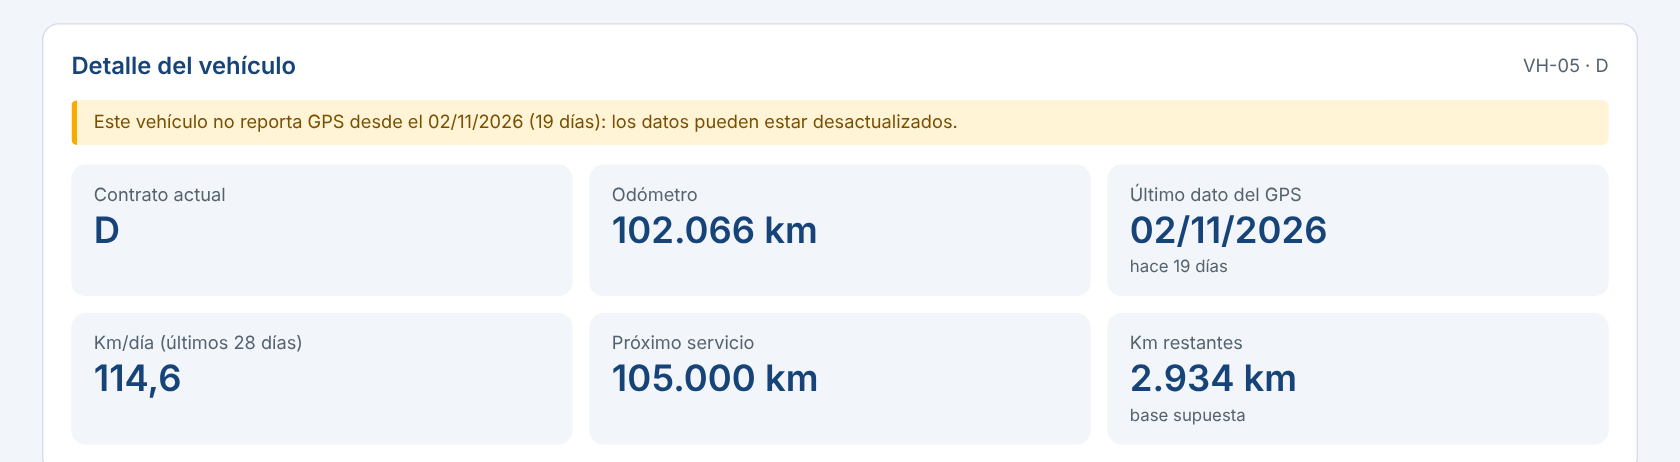 Detalle del vehículo
VH-05 · D
Este vehículo no reporta GPS desde el 02/11/2026 (19 días): los datos pueden estar desactualizados.
Contrato actual
D
Odómetro
102.066 km
Último dato del GPS
02/11/2026
hace 19 días
Km/día (últimos 28 días)
114,6
Próximo servicio
105.000 km
Km restantes
2.934 km
base supuesta